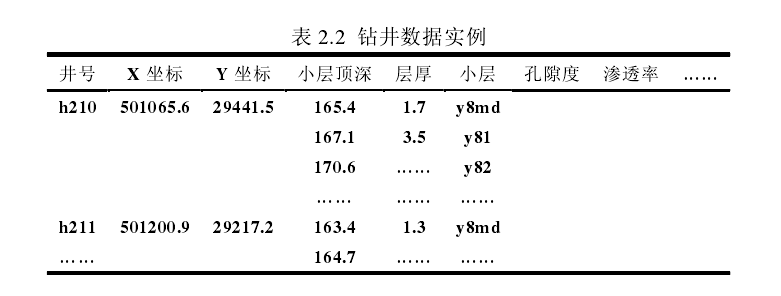 表 2.2 钻井数据实例
井号 X 坐标 Y 坐标 小层顶深 层厚 小层 孔隙度 渗透率 ……
h210 501065.6 29441.5 165.4 1.7 y8md
167.1 3.5 y81
170.6 …… y82
…… …… ……
h211 501200.9 29217.2 163.4 1.3 y8md
…… 164.7 …… ……